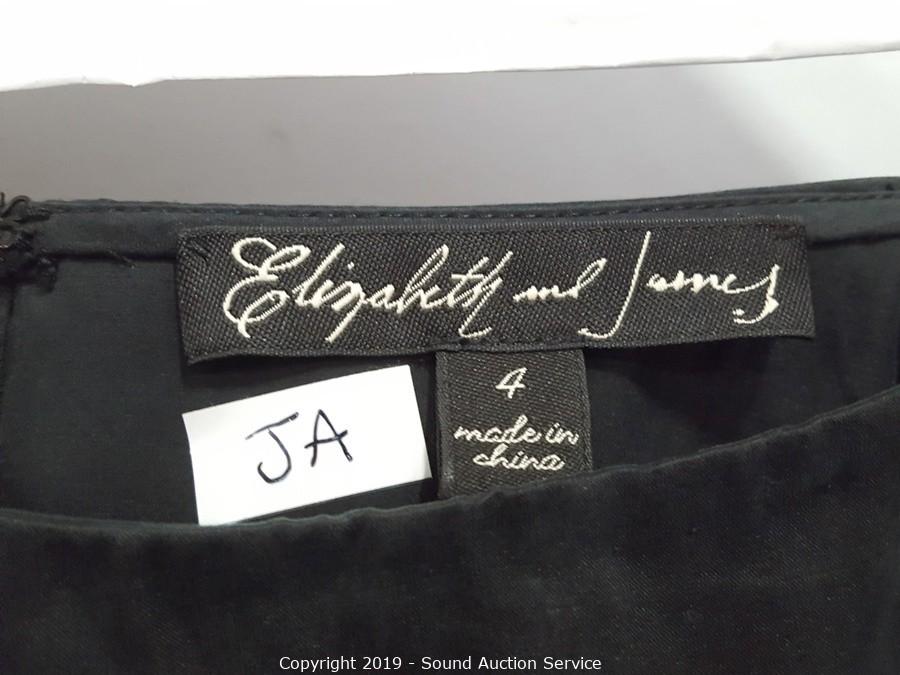 Elizabeth and James
4
made in
china
JA
Copyright 2019 - Sound Auction Service